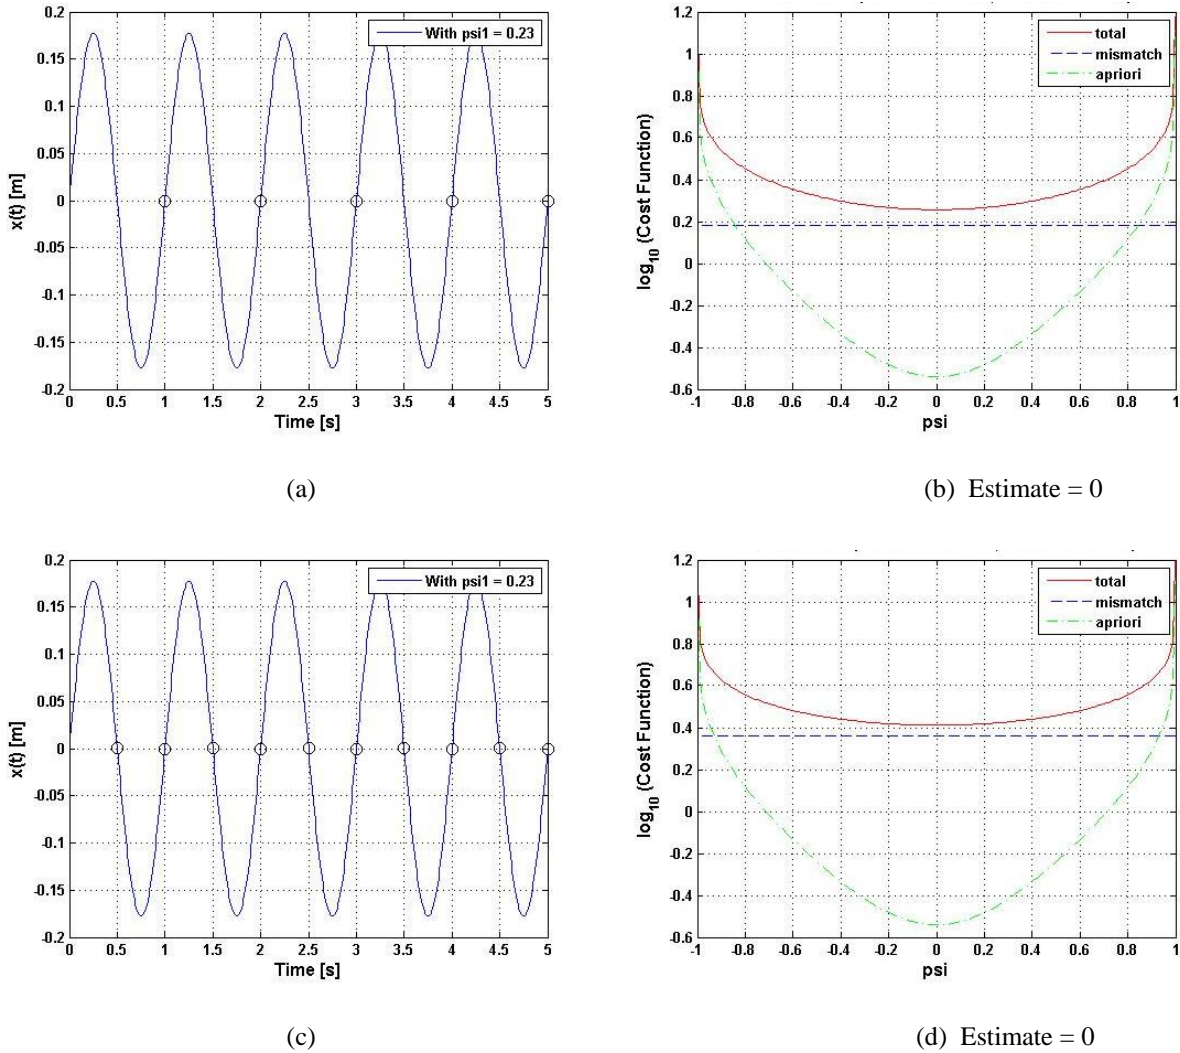 0.2
0.15
0.1
0.05
0
-0.05
-0.1
-0.15
-0.2
x(t) [m]
With psi1 = 0.23
0 0.5 1 1.5 2 2.5 3 3.5 4 4.5 5
Time [s]
(a)
1.2
1
0.8
0.6
0.4
0.2
0
-0.2
-0.4
-0.6
log10 (Cost Function)
total
mismatch
apriori
-1 -0.8 -0.6 -0.4 -0.2 0 0.2 0.4 0.6 0.8 1
psi
(b) Estimate = 0
0.2
0.15
0.1
0.05
0
-0.05
-0.1
-0.15
-0.2
x(t) [m]
With psi1 = 0.23
0 0.5 1 1.5 2 2.5 3 3.5 4 4.5 5
Time [s]
(c)
1.2
1
0.8
0.6
0.4
0.2
0
-0.2
-0.4
-0.6
log10 (Cost Function)
total
mismatch
apriori
-1 -0.8 -0.6 -0.4 -0.2 0 0.2 0.4 0.6 0.8 1
psi
(d) Estimate = 0